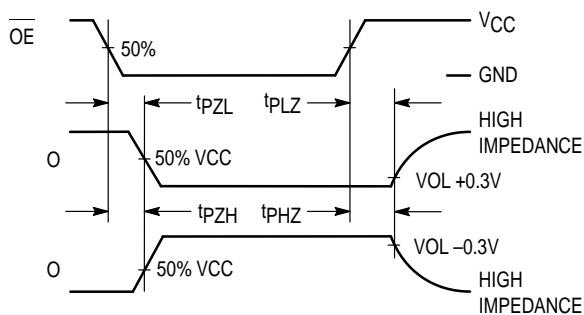 OE
VCC
50%
GND
tPZL
tPLZ
HIGH
IMPEDANCE
O
50% VCC
VOL +0.3V
tPZH
tPHZ
VOL –0.3V
O
50% VCC
HIGH
IMPEDANCE